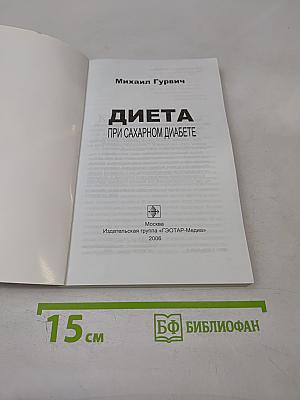 Михаил Гурвич
ДИЕТА
ПРИ САХАРНОМ ДИАБЕТЕ
Москва
Издательская группа «ГЭОТАР-Медиа»
2006
15 см
БФ БИБЛИОФАН